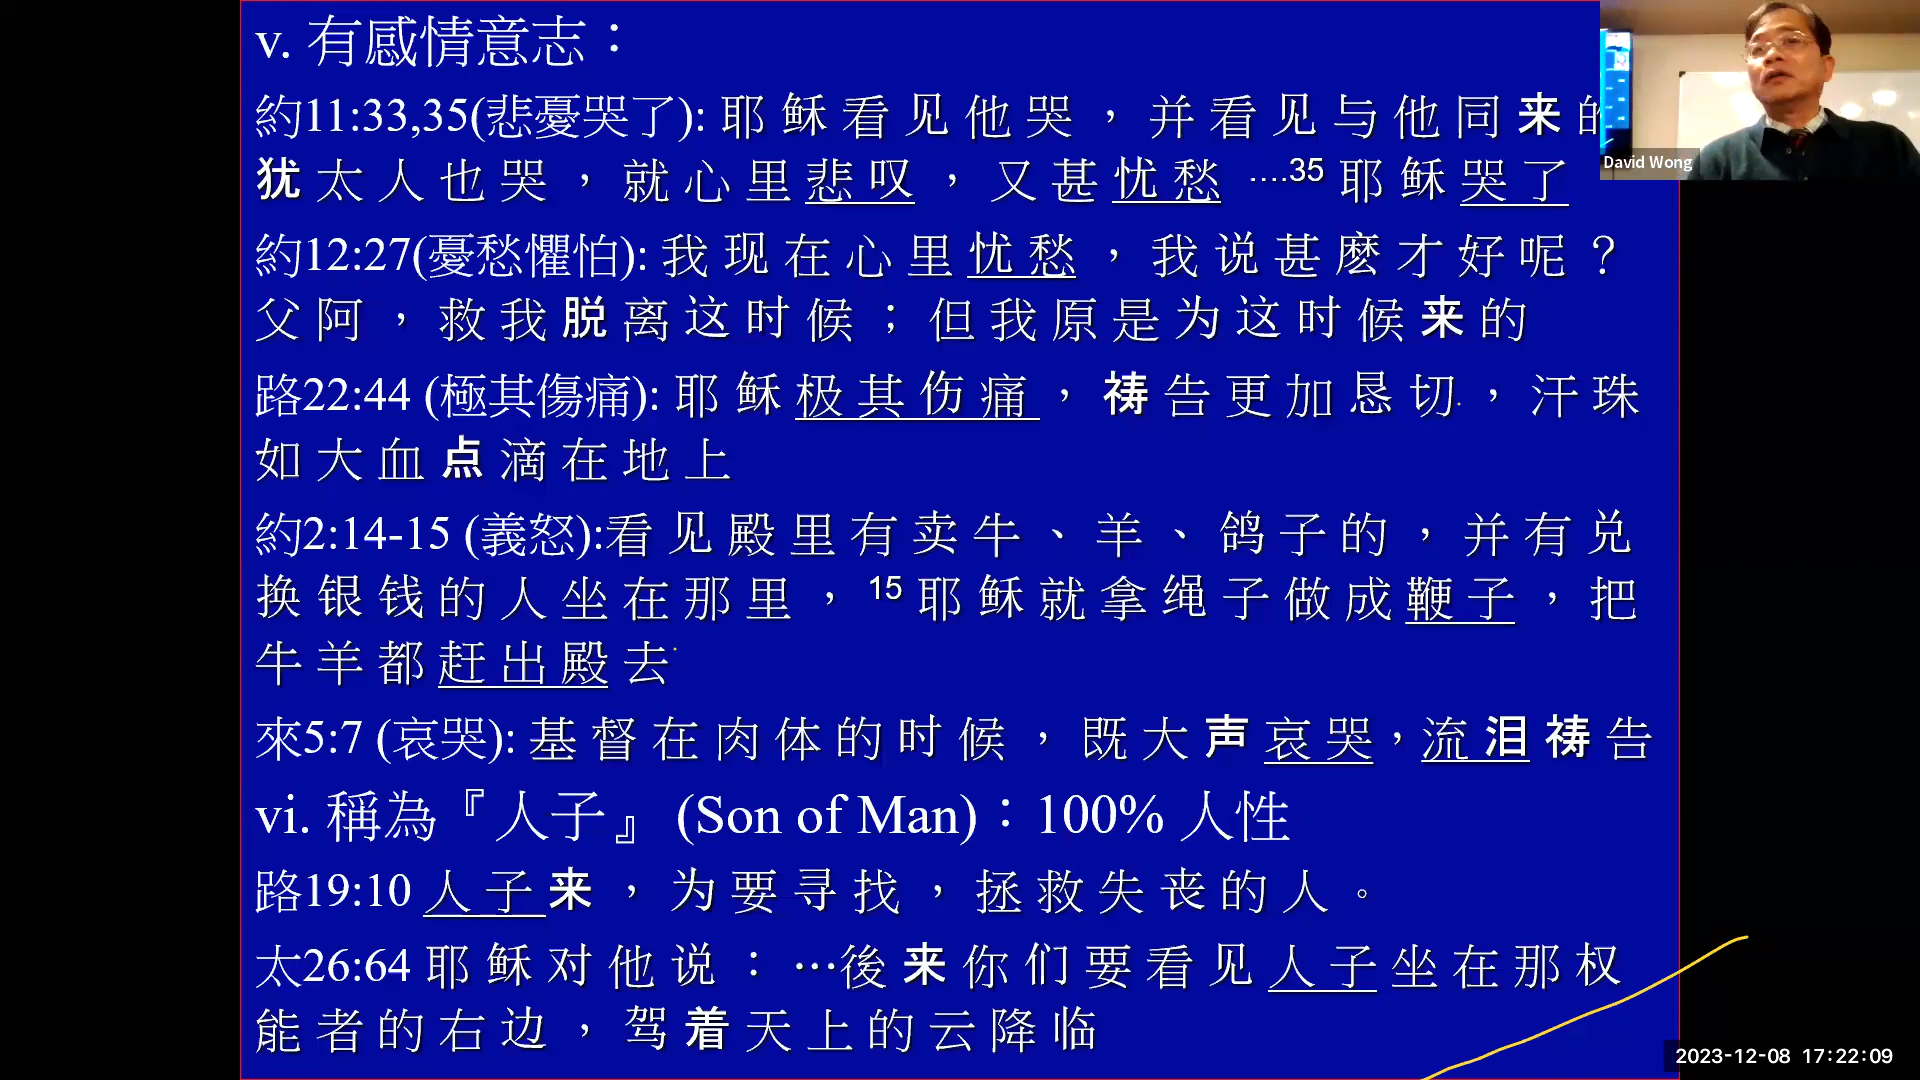 v. 有感情意志：
約11:33,35(悲憂哭了): 耶 稣 看 见 他 哭 ， 并 看 见 与 他 同 来 的
犹 太 人 也 哭 ， 就 心 里 悲 叹 ， 又 甚 忧 愁 ....35 耶 稣 哭 了
約12:27(憂愁懼怕): 我 现 在 心 里 忧 愁 ， 我 说 甚 麽 才 好 呢 ？
父 阿 ， 救 我 脱 离 这 时 候 ； 但 我 原 是 为 这 时 候 来 的
路22:44 (極其傷痛): 耶 稣 极 其 伤 痛 ， 祷 告 更 加 恳 切 ， 汗 珠
如 大 血 点 滴 在 地 上
約2:14-15 (義怒):看 见 殿 里 有 卖 牛 、 羊 、 鸽 子 的 ， 并 有 兑
换 银 钱 的 人 坐 在 那 里 ， 15 耶 稣 就 拿 绳 子 做 成 鞭 子 ， 把
牛 羊 都 赶 出 殿 去
來5:7 (哀哭): 基 督 在 肉 体 的 时 候 ， 既 大 声 哀 哭，流 泪 祷 告
vi. 稱為『人子』 (Son of Man)：100% 人性
路19:10 人 子 来 ， 为 要 寻 找 ， 拯 救 失 丧 的 人 。
太26:64 耶 稣 对 他 说 ： …後 来 你 们 要 看 见 人 子 坐 在 那 权
能 者 的 右 边 ， 驾 着 天 上 的 云 降 临
David Wong
2023-12-08 17:22:09